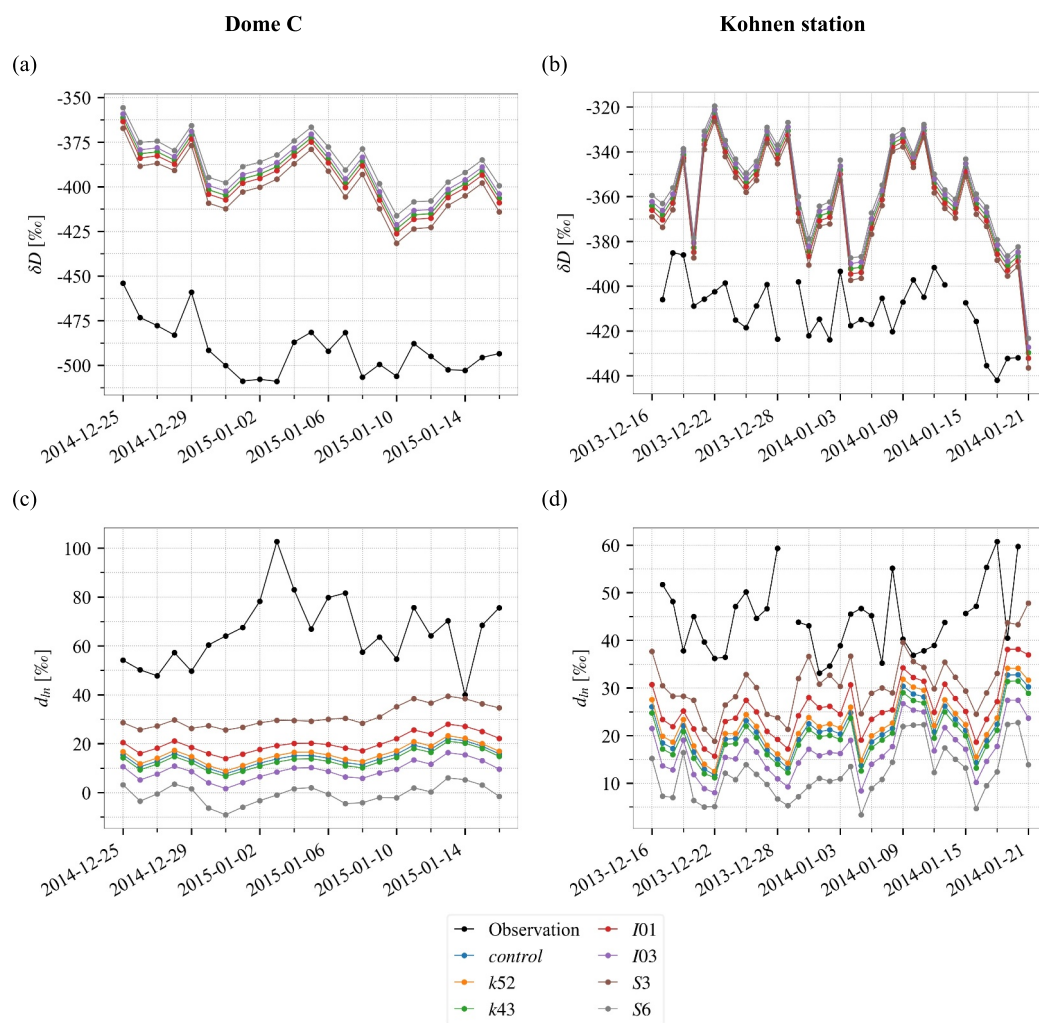 Dome C
Kohnen station
(a)
(b)
-350
-375
-400
-425
-450
-475
-500
δD [‰]
2014-12-25
2014-12-29
2015-01-02
2015-01-06
2015-01-10
2015-01-14
-320
-340
-360
-380
-400
-420
-440
δD [‰]
2013-12-16
2013-12-22
2013-12-28
2014-01-03
2014-01-09
2014-01-15
2014-01-21
(c)
(d)
100
80
60
40
20
0
dln [‰]
2014-12-25
2014-12-29
2015-01-02
2015-01-06
2015-01-10
2015-01-14
60
50
40
30
20
10
dln [‰]
2013-12-16
2013-12-22
2013-12-28
2014-01-03
2014-01-09
2014-01-15
2014-01-21
Observation
control
k52
k43
I01
I03
S3
S6